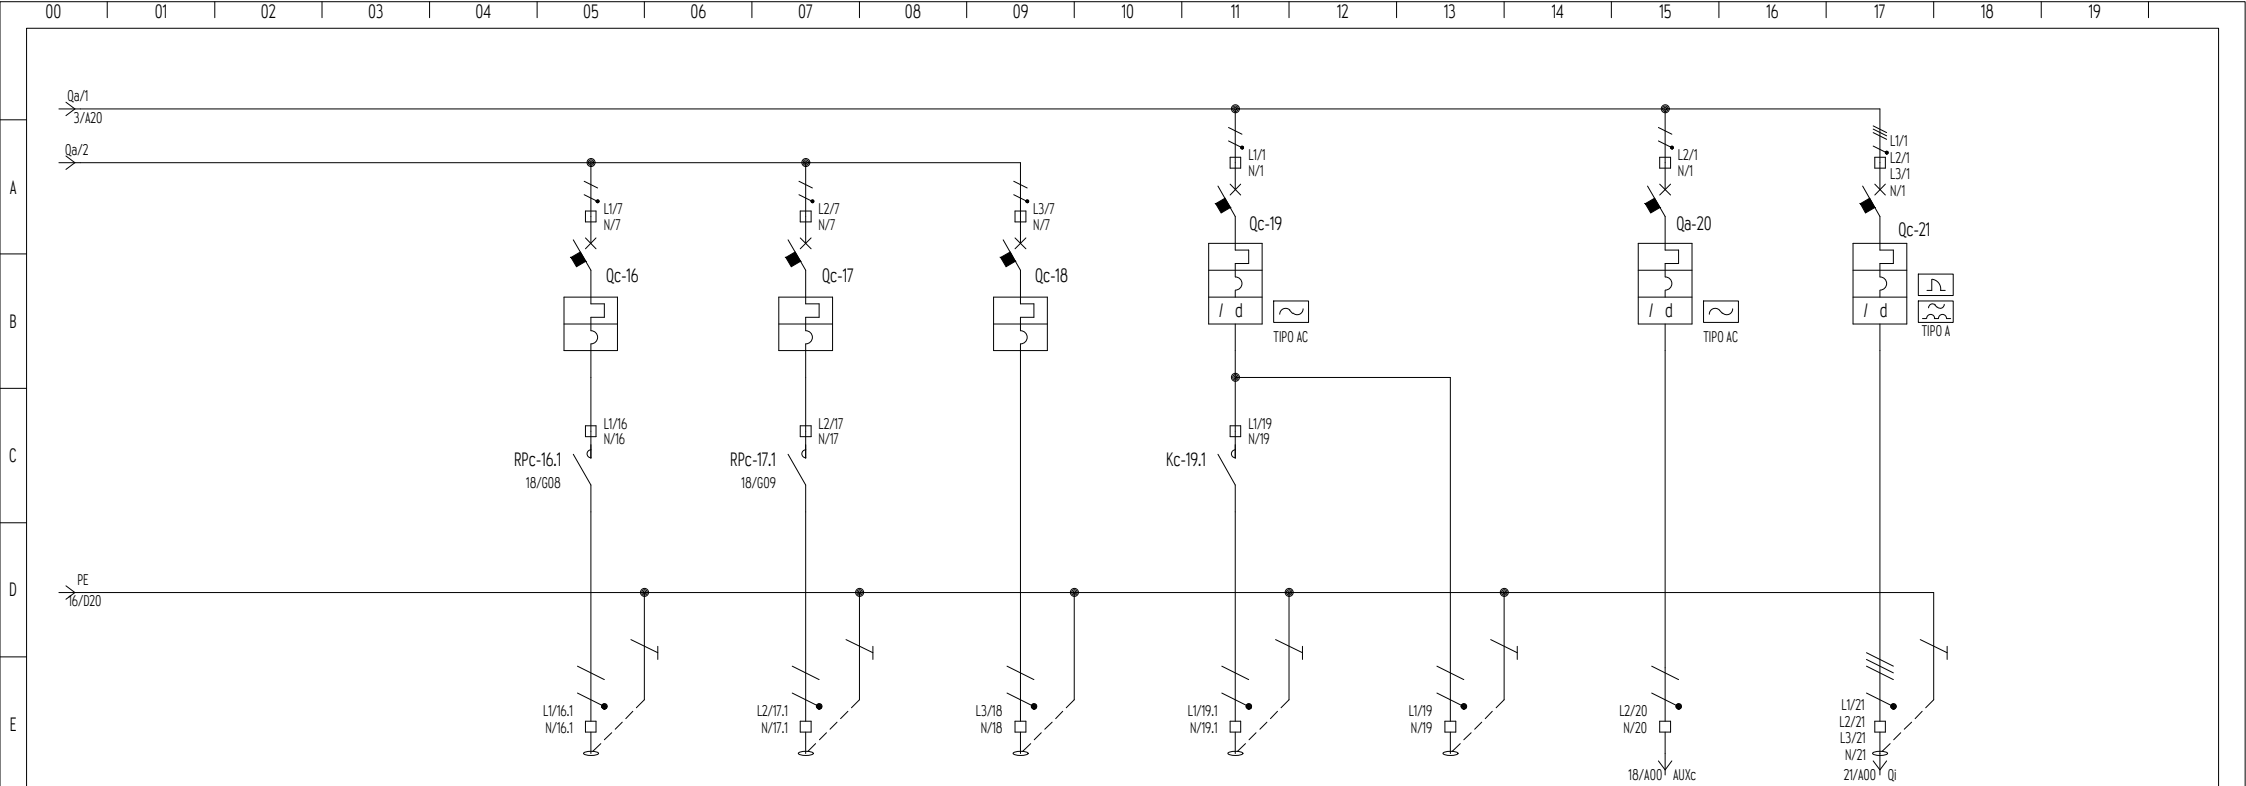 00 01 02 03 04 05 06 07 08 09 10 11 12 13 14 15 16 17 18 19
Qa/1
3/A20
Qa/2
A
B
C
D
E
L1/7
N/7
Qc-16
L2/7
N/7
Qc-17
L3/7
N/7
Qc-18
L1/1
N/1
Qc-19
I d
TIPO AC
L2/1
N/1
Qa-20
I d
TIPO AC
L1/1
L2/1
L3/1
N/1
Qc-21
I d
TIPO A
L1/16
N/16
RPc-16.1
18/G08
L2/17
N/17
RPc-17.1
18/G09
L1/19
N/19
Kc-19.1
PE
16/D20
L1/16.1
N/16.1
L2/17.1
N/17.1
L3/18
N/18
L1/19.1
N/19.1
L1/19
N/19
L2/20
N/20
18/A00 AUXc
L1/21
L2/21
L3/21
N/21
21/A00 Qi